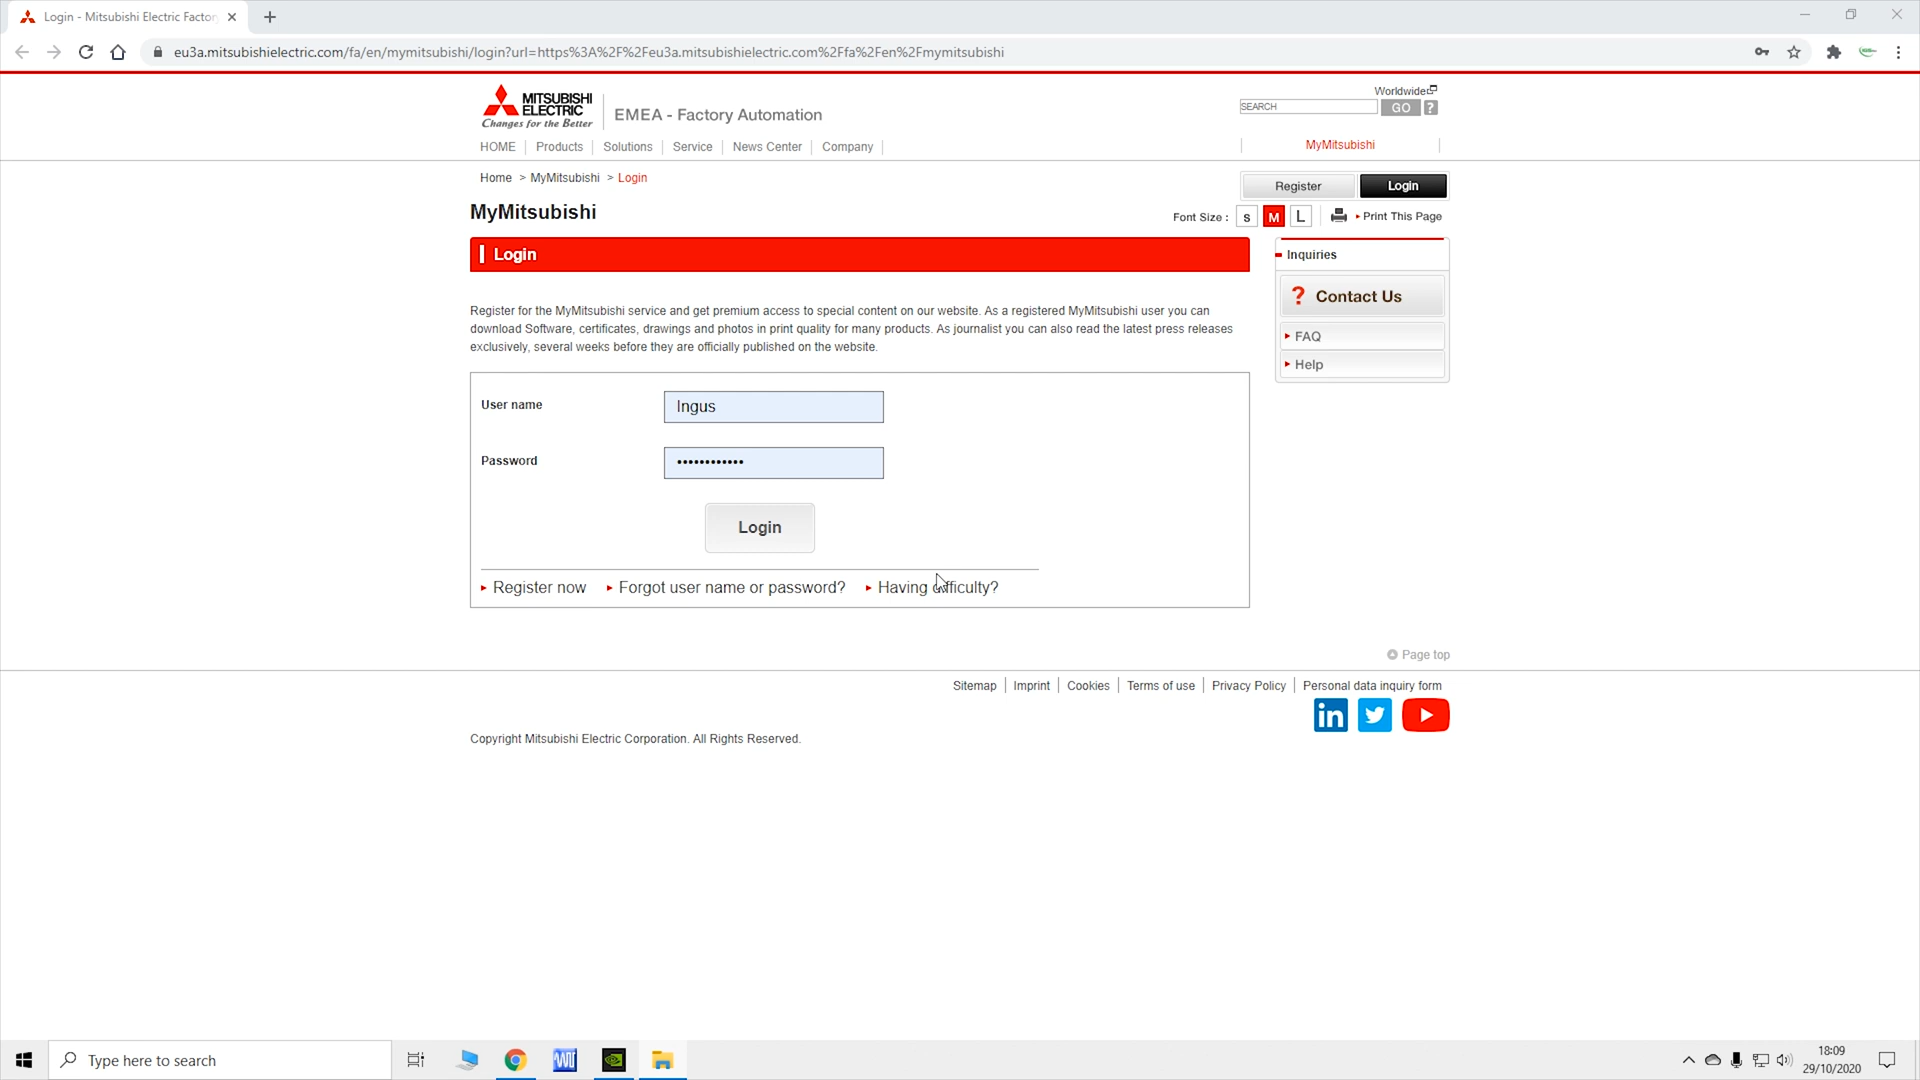 Login - Mitsubishi Electric Factor
eu3a.mitsubishielectric.com/fa/en/mymitsubishi/login?url=https%3A%2F%2Feu3a.mitsubishielectric.com%2Ffa%2Fen%2Fmymitsubishi
MITSUBISHI
ELECTRIC
Changes for the Better
EMEA - Factory Automation
Worldwide
SEARCH
GO
?
HOME
Products
Solutions
Service
News Center
Company
MyMitsubishi
Home > MyMitsubishi > Login
Register
Login
MyMitsubishi
Font Size : S M L
Print This Page
Login
Inquiries
? Contact Us
FAQ
Help
Register for the MyMitsubishi service and get premium access to special content on our website. As a registered MyMitsubishi user you can
download Software, certificates, drawings and photos in print quality for many products. As journalist you can also read the latest press releases
exclusively, several weeks before they are officially published on the website.
User name
Ingus
Password
••••••••••••
Login
Register now
Forgot user name or password?
Having difficulty?
Page top
Sitemap
Imprint
Cookies
Terms of use
Privacy Policy
Personal data inquiry form
in
Copyright Mitsubishi Electric Corporation. All Rights Reserved.
Type here to search
18:09
29/10/2020